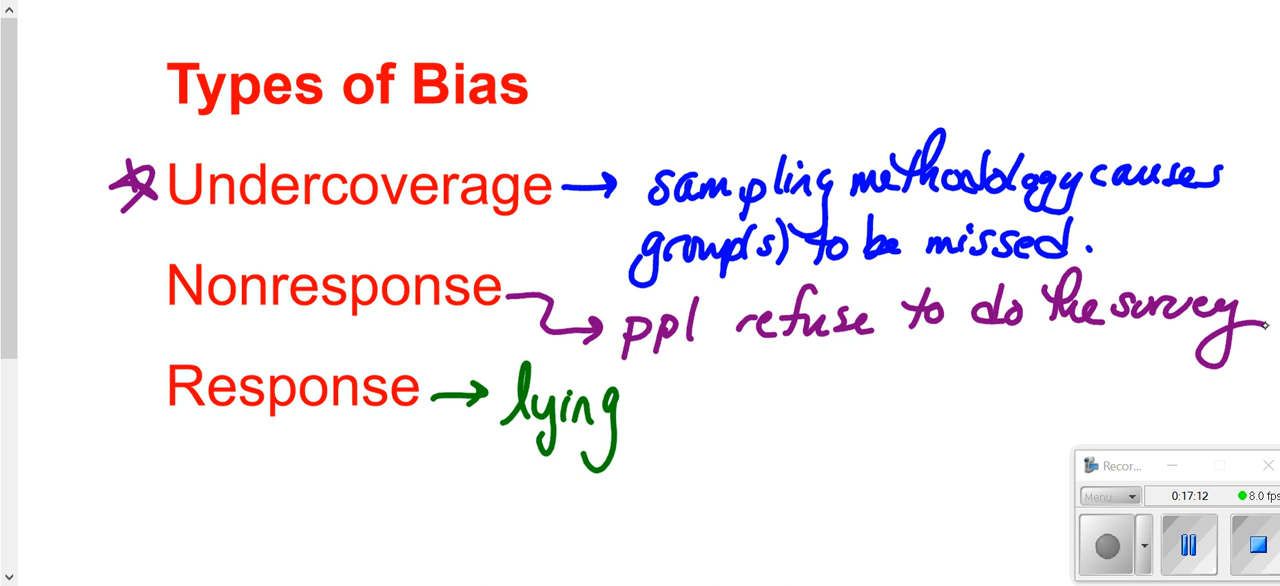 Types of Bias
Undercoverage → sampling methodology causes
group(s) to be missed.
Nonresponse → ppl refuse to do the survey
Response → lying
Recor...
Menu 0:17:12 8.0 fps